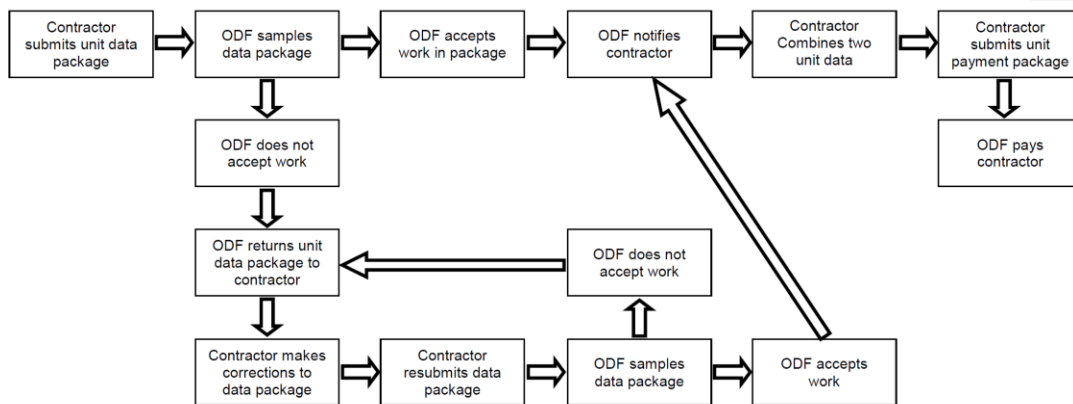 Contractor
submits unit data
package
ODF samples
data package
ODF accepts
work in package
ODF notifies
contractor
Contractor
Combines two
unit data
Contractor
submits unit
payment package
ODF does not
accept work
ODF pays
contractor
ODF returns unit
data package to
contractor
ODF does not
accept work
Contractor makes
corrections to
data package
Contractor
resubmits data
package
ODF samples
data package
ODF accepts
work